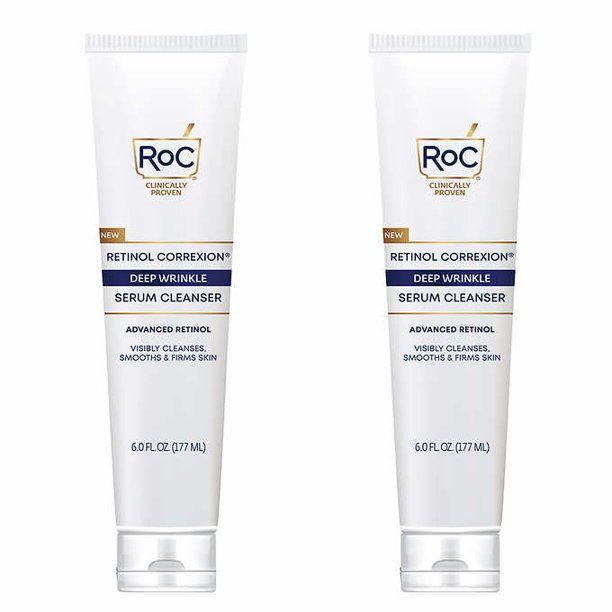 RoC
®
CLINICALLY
PROVEN
NEW
RETINOL CORREXION®
DEEP WRINKLE
SERUM CLEANSER
ADVANCED RETINOL
VISIBLY CLEANSES,
SMOOTHS & FIRMS SKIN
6.0 FL. OZ. (177 ML)
RoC
®
CLINICALLY
PROVEN
NEW
RETINOL CORREXION®
DEEP WRINKLE
SERUM CLEANSER
ADVANCED RETINOL
VISIBLY CLEANSES,
SMOOTHS & FIRMS SKIN
6.0 FL. OZ. (177 ML)